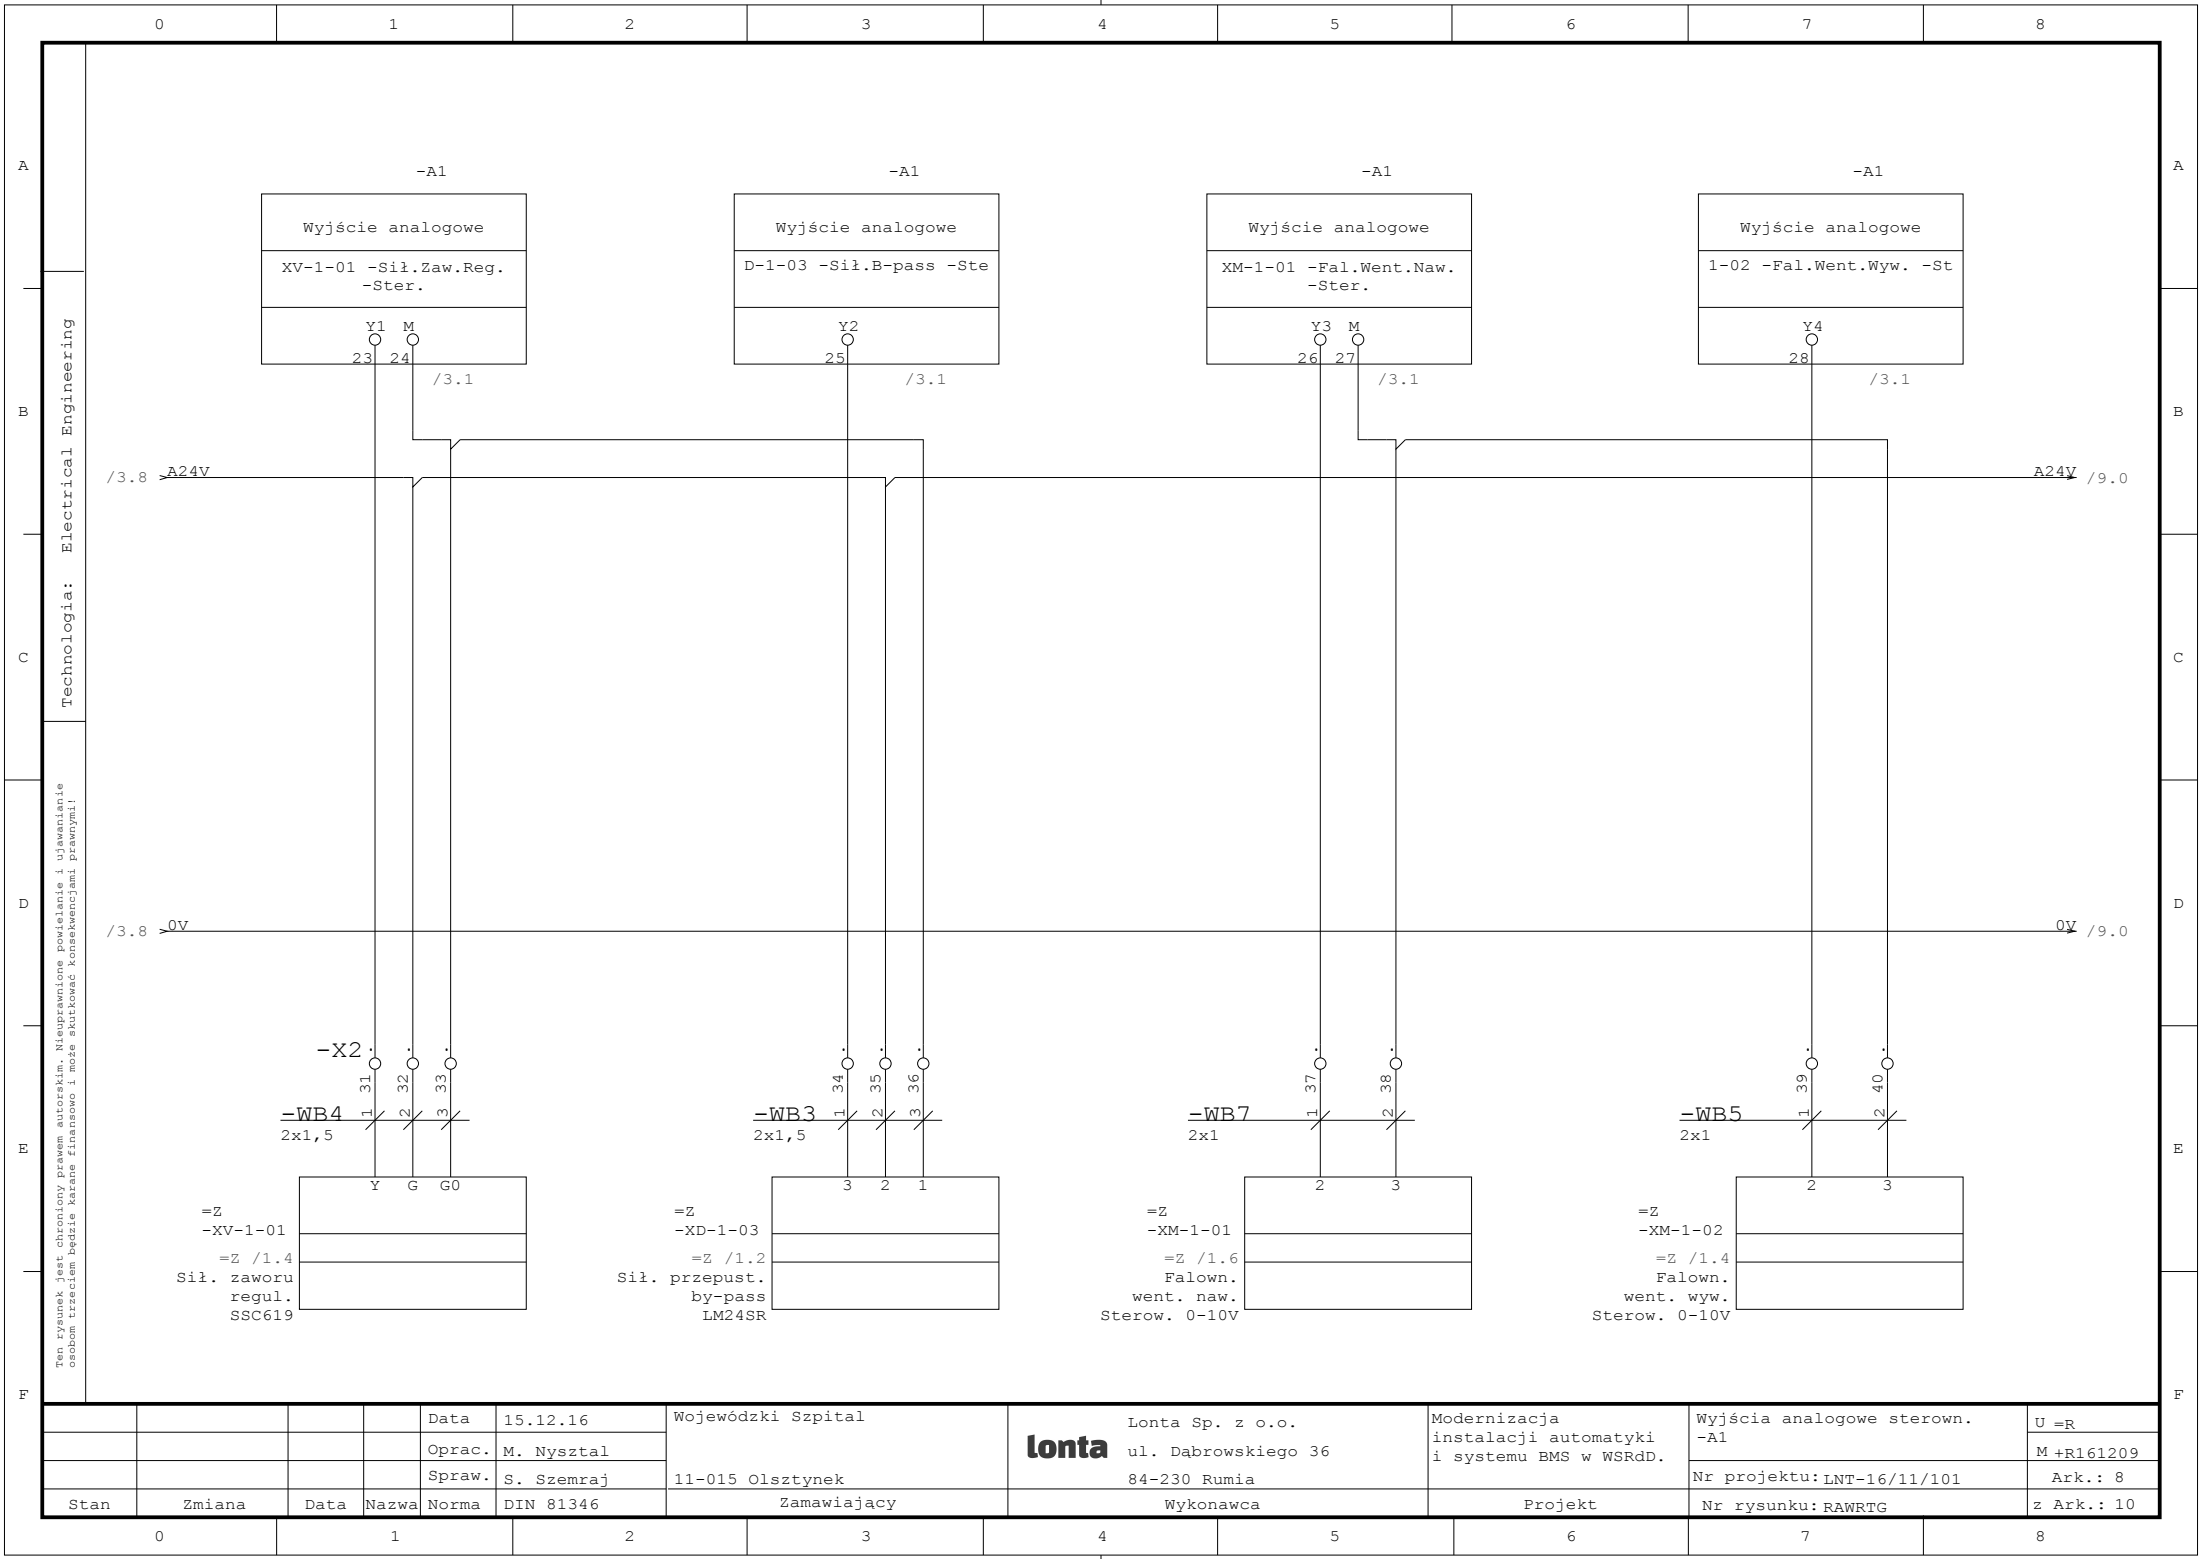 0 1 2 3 4 5 6 7 8
A A
B B
C C
D D
E E
F F
Technologia: Electrical Engineering
Ten rysunek jest chroniony prawem autorskim. Nieuprawnione powielanie i ujawanianie
osobom trzeciem będzie karane finansowo i może skutkować konsekwencjami prawnymi!
-A1 -A1 -A1 -A1
Wyjście analogowe Wyjście analogowe Wyjście analogowe Wyjście analogowe
XV-1-01 -Sił.Zaw.Reg. D-1-03 -Sił.B-pass -Ste XM-1-01 -Fal.Went.Naw. 1-02 -Fal.Went.Wyw. -St
-Ster. -Ster.
Y1 M Y2 Y3 M Y4
23 24 25 26 27 28
/3.1 /3.1 /3.1 /3.1
/3.8 A24V A24V /9.0
/3.8 0V 0V /9.0
-X2 . . . . . . . . . .
31 32 33 34 35 36 37 38 39 40
-WB4 1 2 3 -WB3 1 2 3 -WB7 1 2 -WB5 1 2
2x1,5 2x1,5 2x1 2x1
Y G G0 3 2 1 2 3 2 3
=Z =Z =Z =Z
-XV-1-01 -XD-1-03 -XM-1-01 -XM-1-02
=Z /1.4 =Z /1.2 =Z /1.6 =Z /1.4
Sił. zaworu Sił. przepust. Falown. Falown.
regul. by-pass went. naw. went. wyw.
SSC619 LM24SR Sterow. 0-10V Sterow. 0-10V
Data 15.12.16
Oprac. M. Nysztal
Spraw. S. Szemraj
Stan Zmiana Data Nazwa Norma DIN 81346
Wojewódzki Szpital
11-015 Olsztynek
Zamawiający
lonta
Lonta Sp. z o.o.
ul. Dąbrowskiego 36
84-230 Rumia
Wykonawca
Modernizacja
instalacji automatyki
i systemu BMS w WSRdD.
Projekt
Wyjścia analogowe sterown.
-A1
Nr projektu: LNT-16/11/101
Nr rysunku: RAWRTG
U =R
M +R161209
Ark.: 8
z Ark.: 10
0 1 2 3 4 5 6 7 8